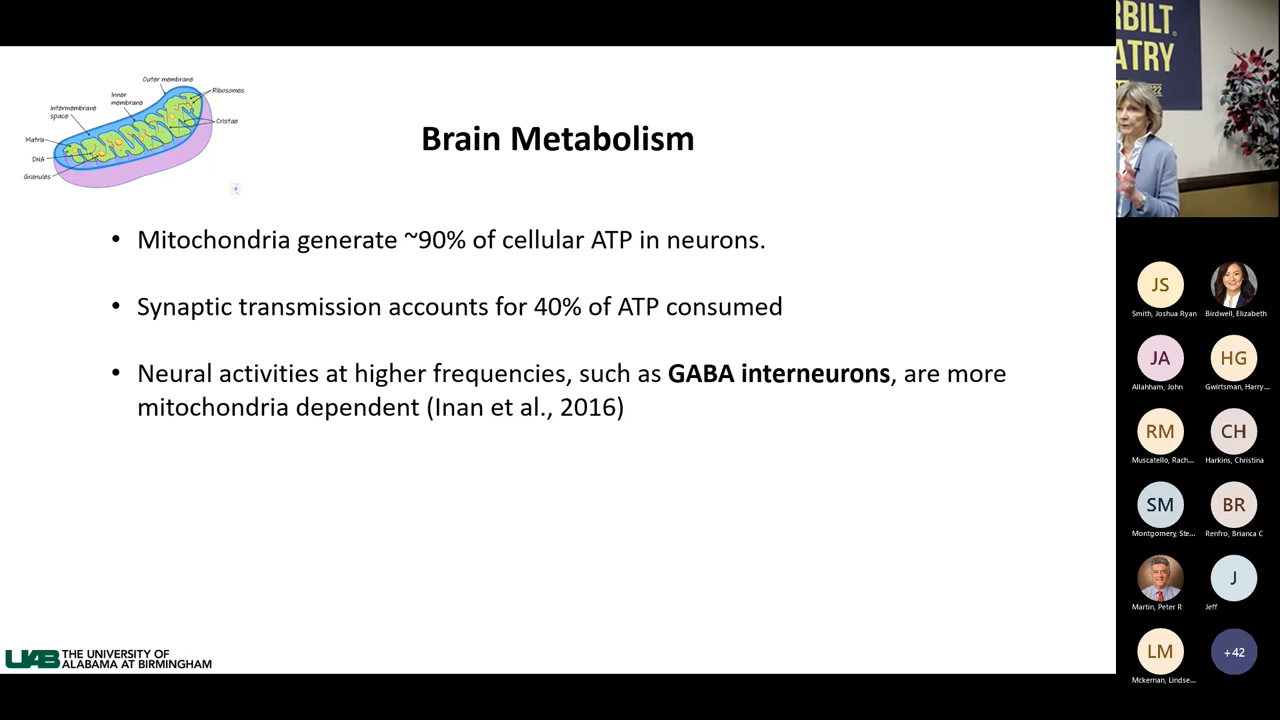 Outer membrane
Ribosomes
Inner
membrane
Intermembrane
space
Cristae
Matrix
DNA
Granules
Brain Metabolism
• Mitochondria generate ~90% of cellular ATP in neurons.
• Synaptic transmission accounts for 40% of ATP consumed
• Neural activities at higher frequencies, such as GABA interneurons, are more
mitochondria dependent (Inan et al., 2016)
UAB THE UNIVERSITY OF
ALABAMA AT BIRMINGHAM
RBILT
ATRY
JS
Smith, Joshua Ryan
Birdwell, Elizabeth
JA
Allahham, John
HG
Gwirtsman, Harry...
RM
Muscatello, Rach...
CH
Harkins, Christina
SM
Montgomery, Ste...
BR
Renfro, Brianca C
Martin, Peter R
J
Jeff
LM
Mckernan, Lindse...
+42